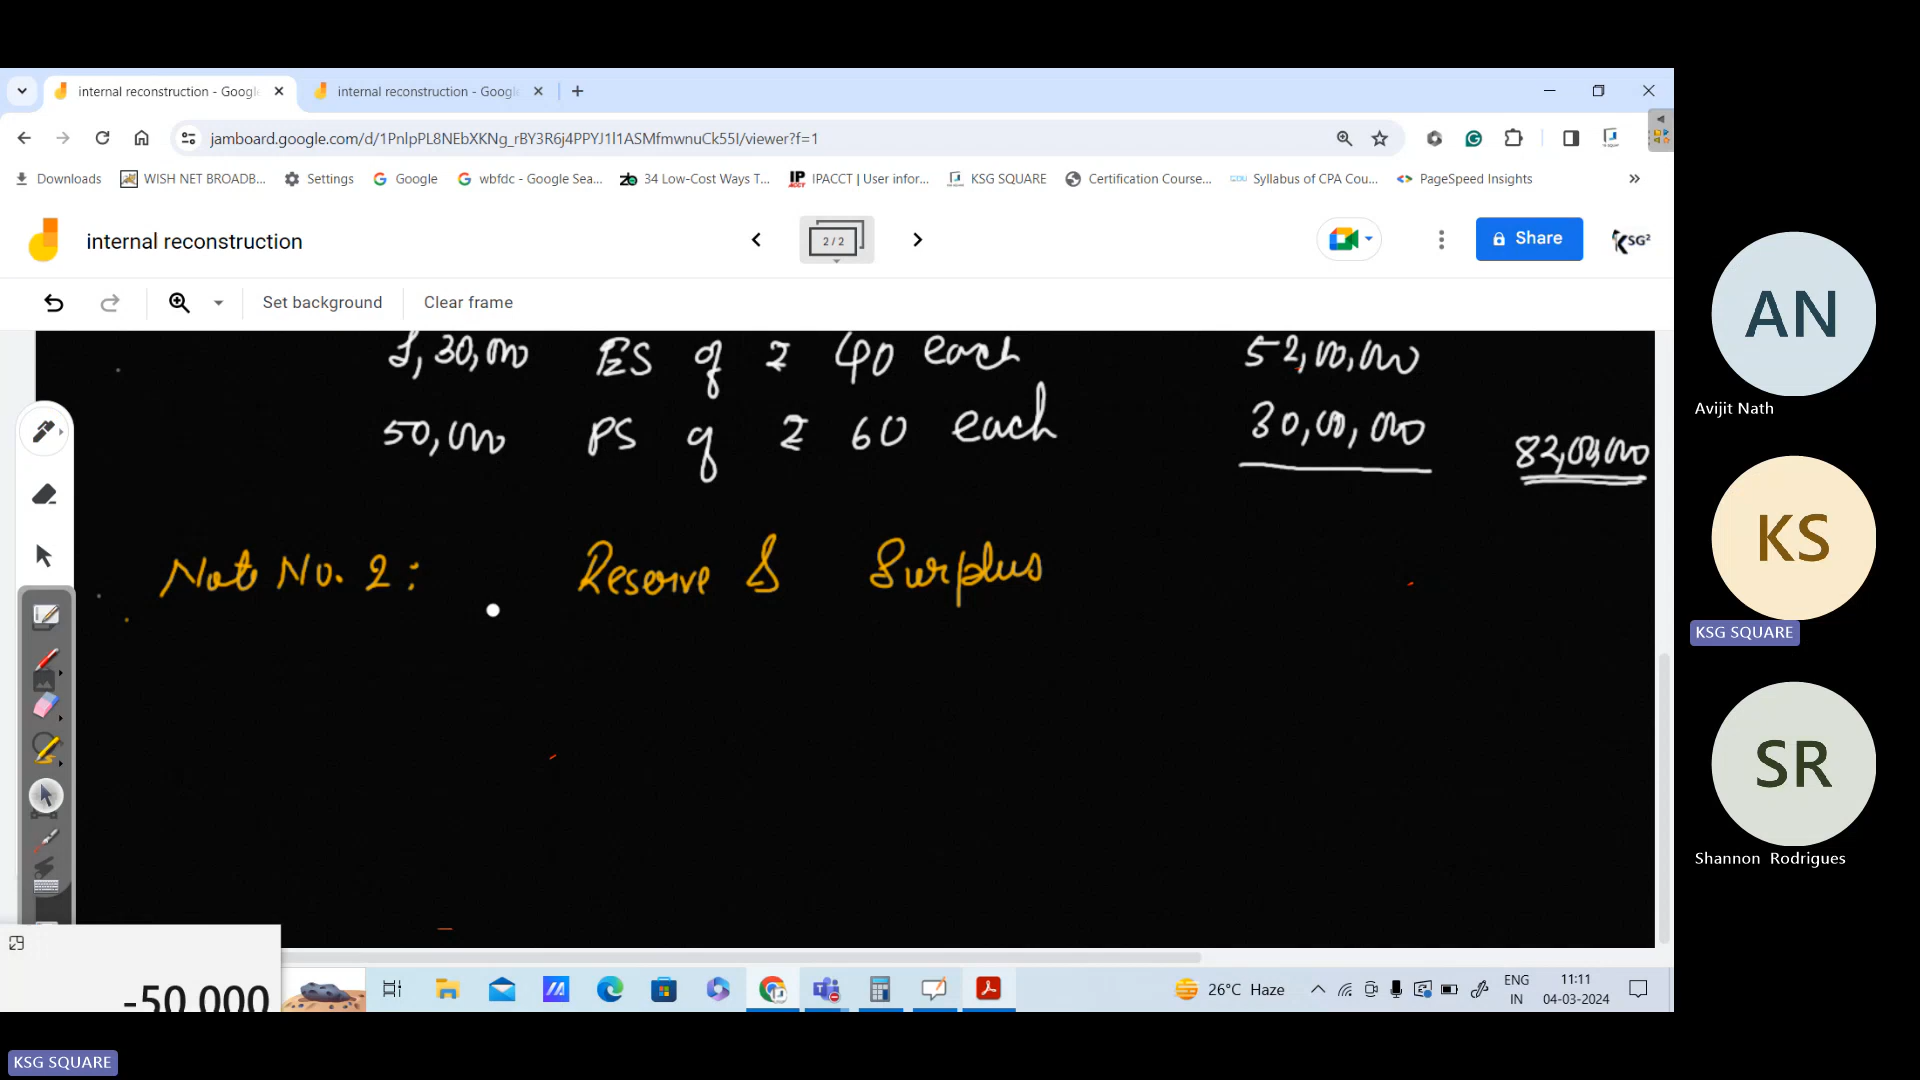 internal reconstruction - Googl
internal reconstruction - Googl
jamboard.google.com/d/1PnlpPL8NEbXKNg_rBY3R6j4PPYJ1l1ASMfmwnuCk55I/viewer?f=1
Downloads WISH NET BROADB... Settings Google wbfdc - Google Sea... 34 Low-Cost Ways T... IPACCT | User infor... KSG SQUARE Certification Course... Syllabus of CPA Cou... PageSpeed Insights
internal reconstruction
2 / 2
Share
KSG²
Set background Clear frame
1,30,000 ES of ₹ 40 each 52,00,000
50,000 PS of ₹ 60 each 30,00,000 82,00,000
Note No. 2: Reserve & Surplus
-50,000
26°C Haze
ENG
IN
11:11
04-03-2024
AN
Avijit Nath
KS
KSG SQUARE
SR
Shannon Rodrigues
KSG SQUARE